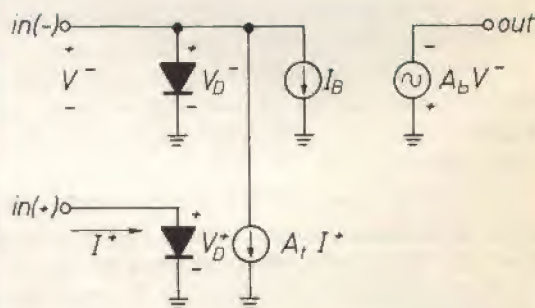 in(-)
out
+
-
V⁻
V_D⁻
I_B
A_b V⁻
-
+
-
+
in(+)
I⁺
+
V_D⁺
-
A_I I⁺